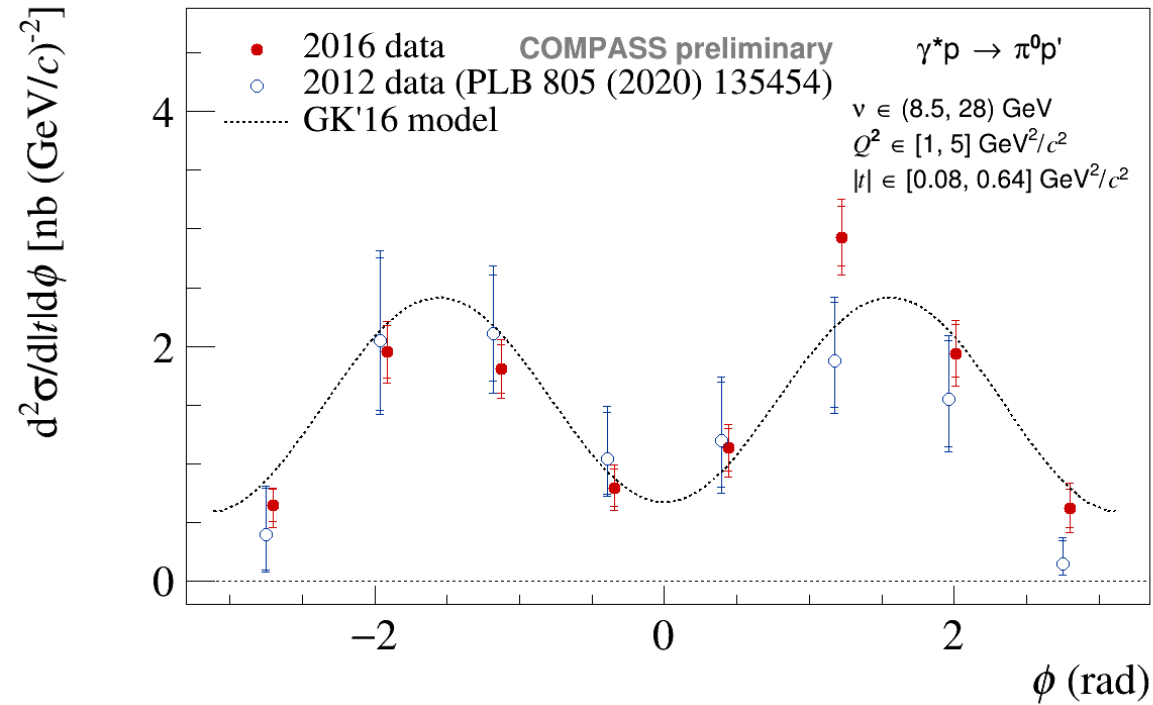 d²σ/d|t|dϕ [nb (GeV/c)⁻²]
2016 data
2012 data (PLB 805 (2020) 135454)
GK'16 model
COMPASS preliminary
γ*p → π⁰p'
ν ∈ (8.5, 28) GeV
Q² ∈ [1, 5] GeV²/c²
|t| ∈ [0.08, 0.64] GeV²/c²
4
2
0
−2
0
2
ϕ (rad)